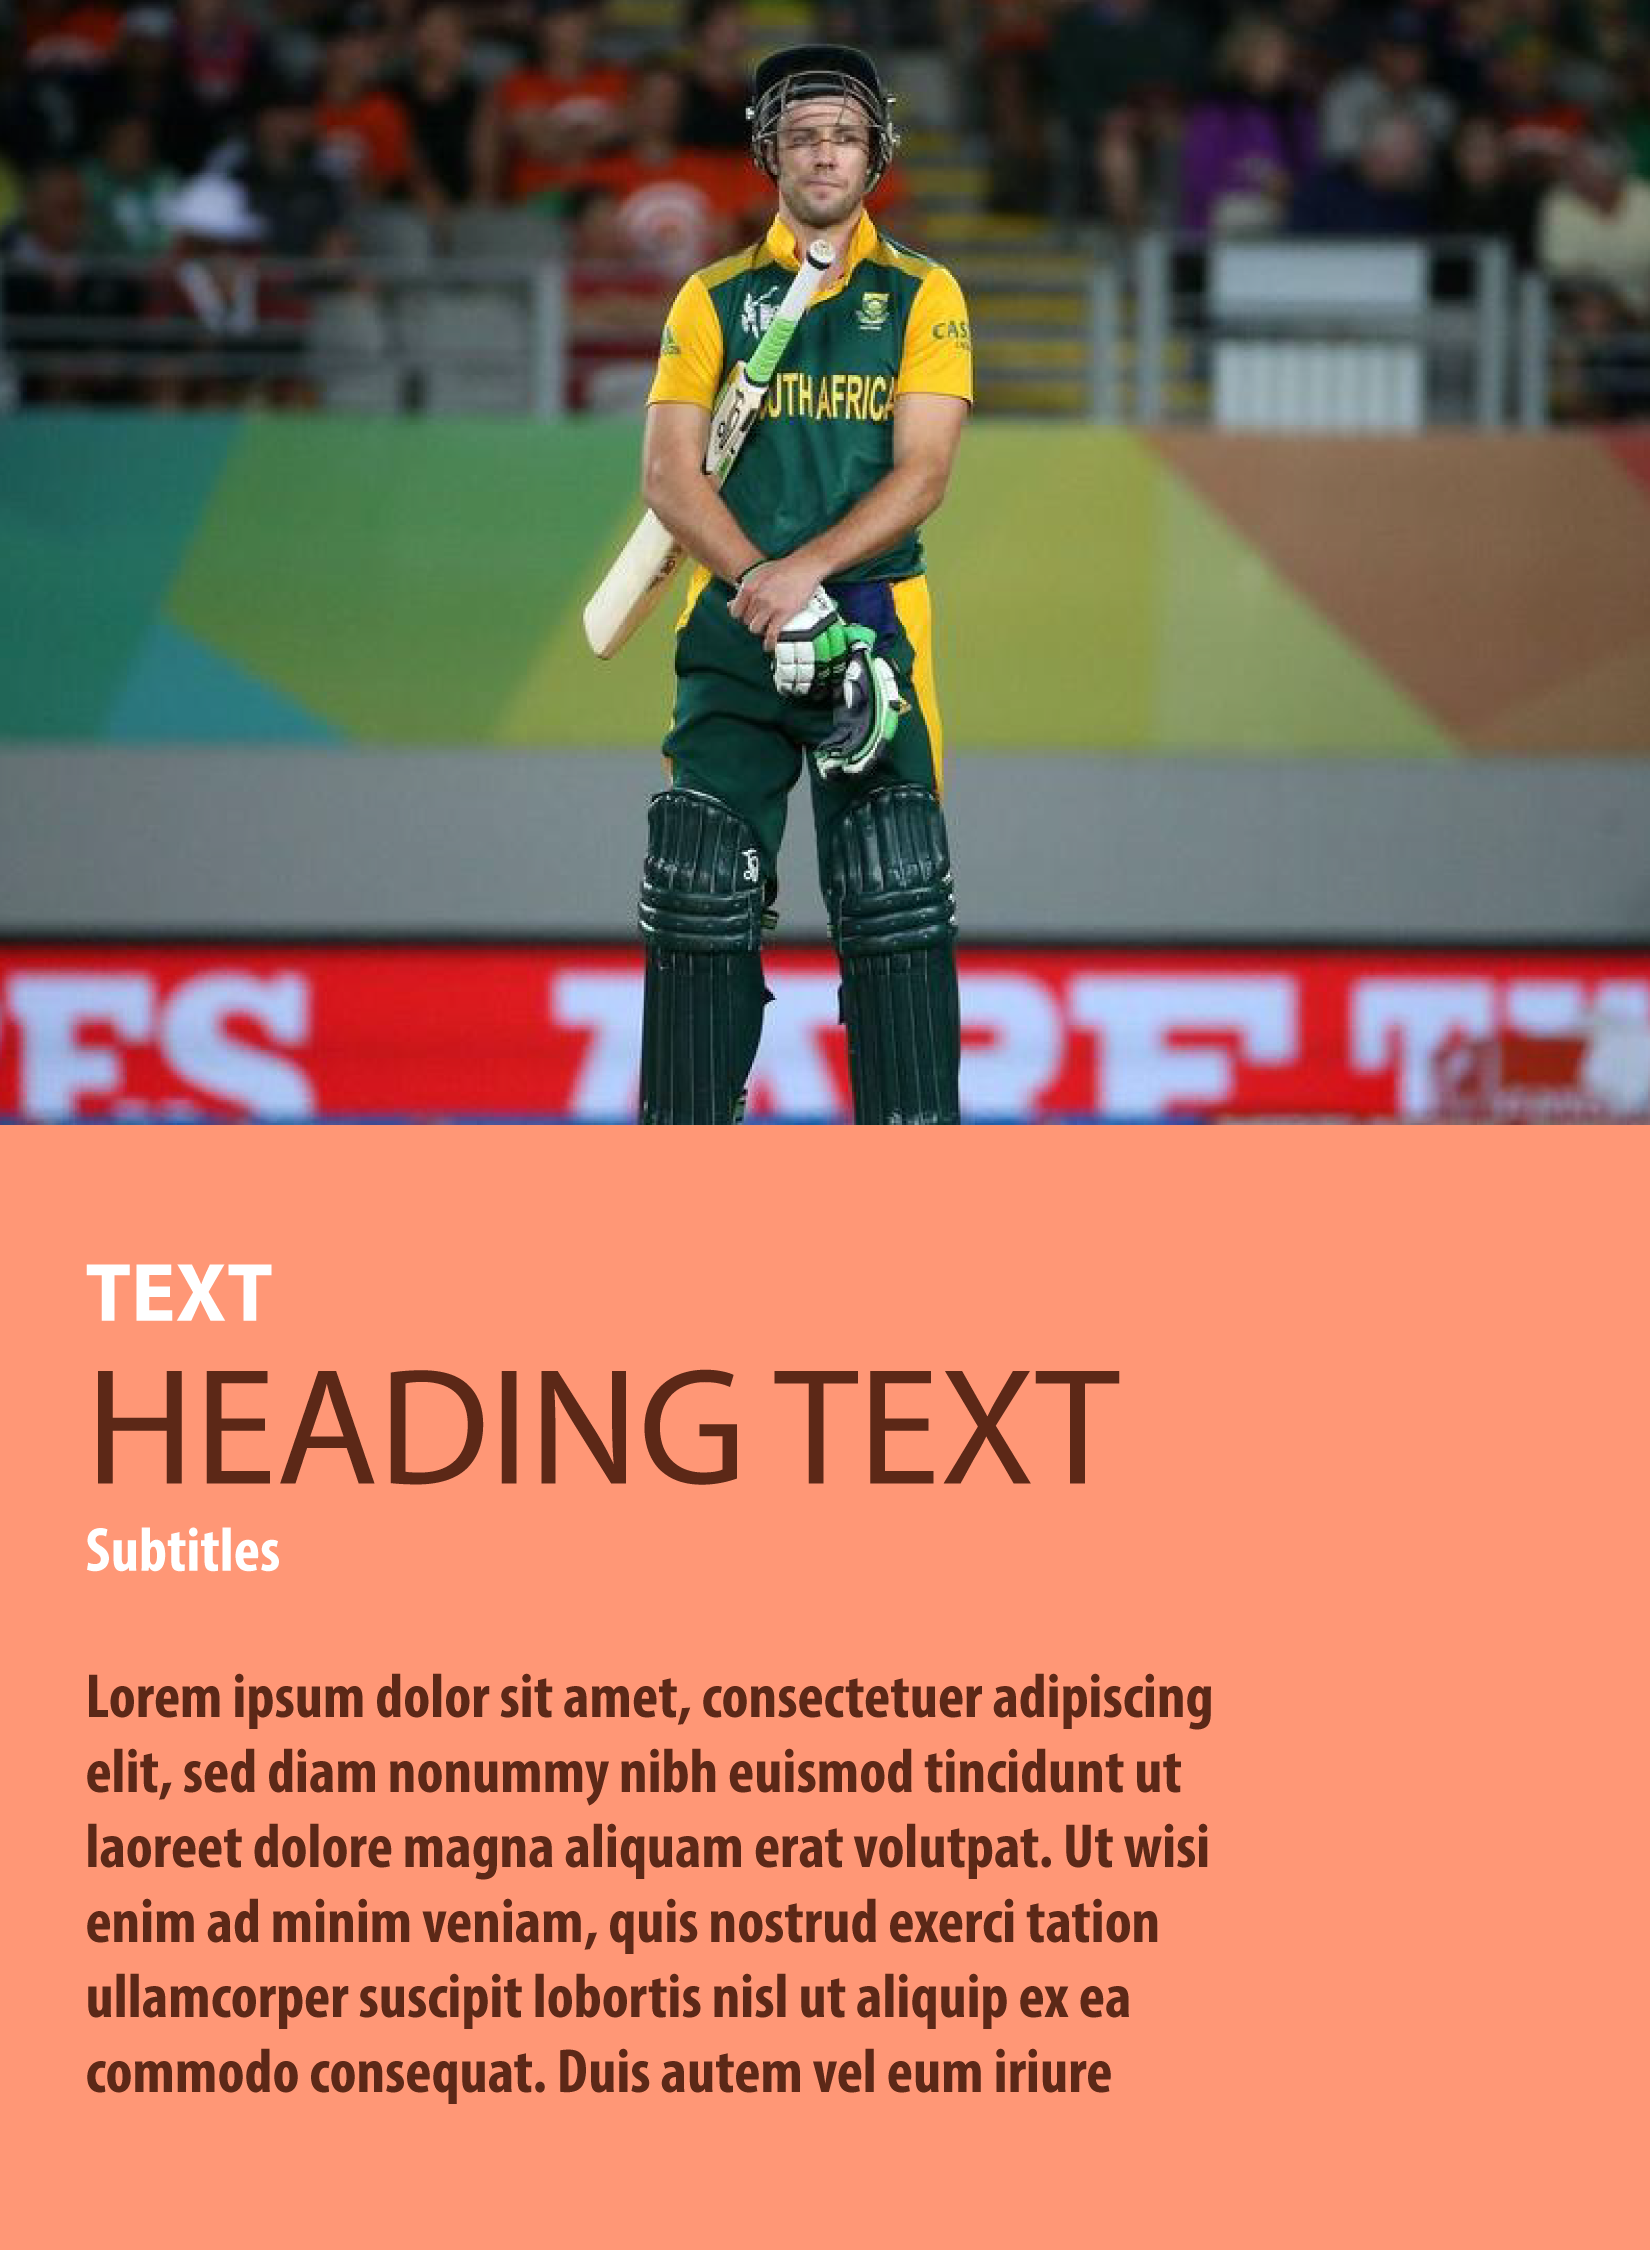 CAS
UTH AFRICA
TEXT
HEADING TEXT
Subtitles
Lorem ipsum dolor sit amet, consectetuer adipiscing
elit, sed diam nonummy nibh euismod tincidunt ut
laoreet dolore magna aliquam erat volutpat. Ut wisi
enim ad minim veniam, quis nostrud exerci tation
ullamcorper suscipit lobortis nisl ut aliquip ex ea
commodo consequat. Duis autem vel eum iriure